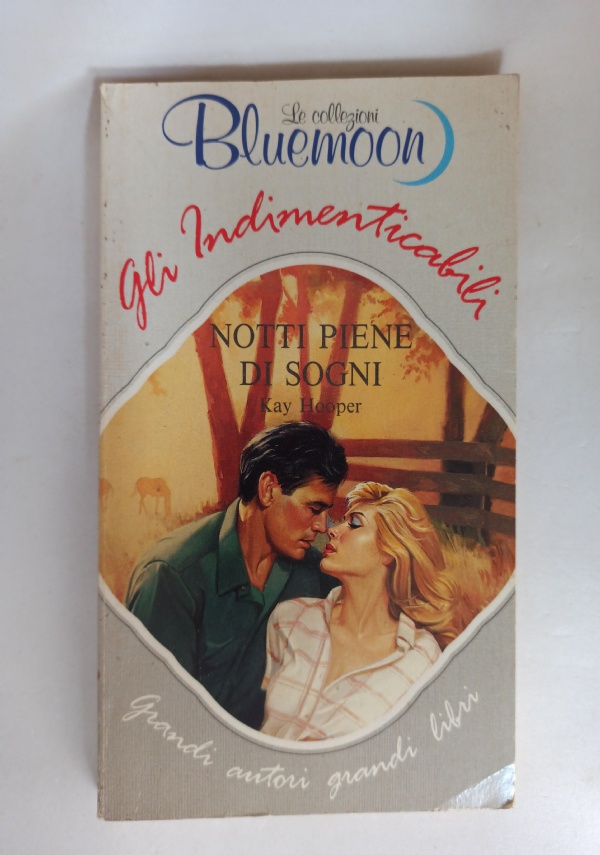 Le collezioni
Bluemoon
Gli Indimenticabili
NOTTI PIENE
DI SOGNI
Kay Hooper
Grandi autori grandi libri